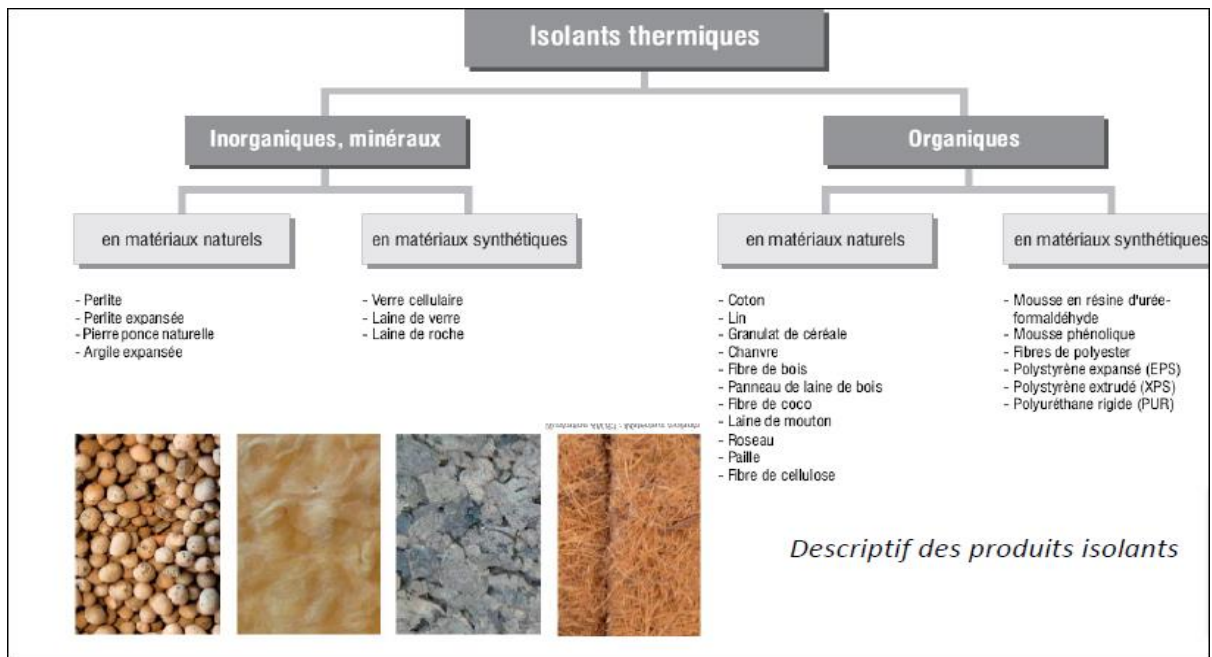 Isolants thermiques
Inorganiques, minéraux
Organiques
en matériaux naturels
en matériaux synthétiques
en matériaux naturels
en matériaux synthétiques
- Perlite
- Perlite expansée
- Pierre ponce naturelle
- Argile expansée
- Verre cellulaire
- Laine de verre
- Laine de roche
- Coton
- Lin
- Granulat de céréale
- Chanvre
- Fibre de bois
- Panneau de laine de bois
- Fibre de coco
- Laine de mouton
- Roseau
- Paille
- Fibre de cellulose
- Mousse en résine d'urée-
formaldéhyde
- Mousse phénolique
- Fibres de polyester
- Polystyrène expansé (EPS)
- Polystyrène extrudé (XPS)
- Polyuréthane rigide (PUR)
Descriptif des produits isolants